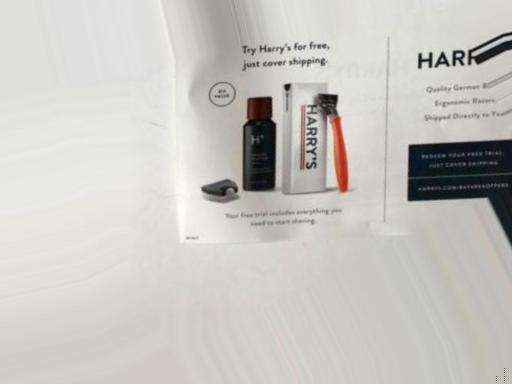 Try Harry's for free,
just cover shipping.
$13
VALUE
H'
HARRY'S
Your free trial includes everything you
need to start shaving.
HARR
Quality German
Ergonomic Razors.
Shipped Directly to
REDEEM YOUR FREE TRIAL,
JUST COVER SHIPPING
HARRYS.COM/BAYAREAOFFERS